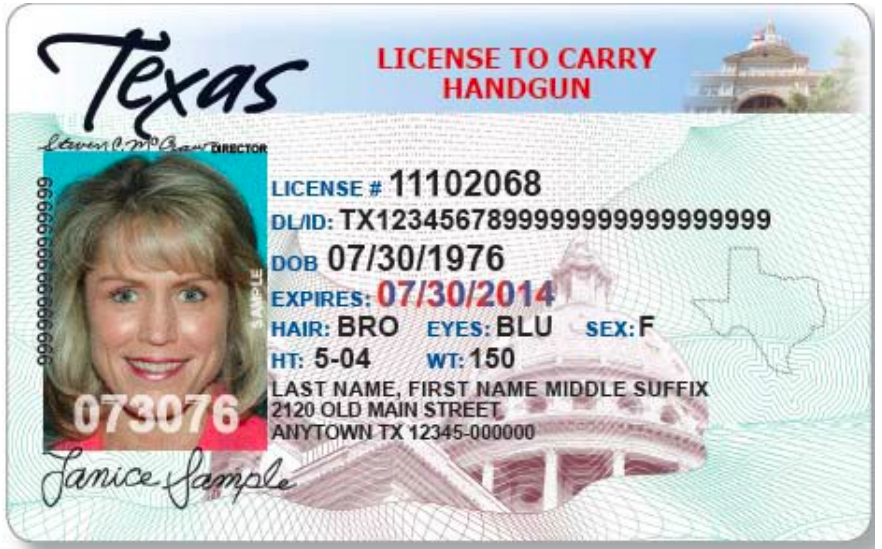 Texas
LICENSE TO CARRY
HANDGUN
Steven C. McCraw DIRECTOR
LICENSE # 11102068
DL/ID: TX12345678999999999999999999
DOB 07/30/1976
EXPIRES: 07/30/2014
HAIR: BRO EYES: BLU SEX: F
HT: 5-04 WT: 150
LAST NAME, FIRST NAME MIDDLE SUFFIX
2120 OLD MAIN STREET
ANYTOWN TX 12345-000000
SAMPLE
073076
Janice Sample